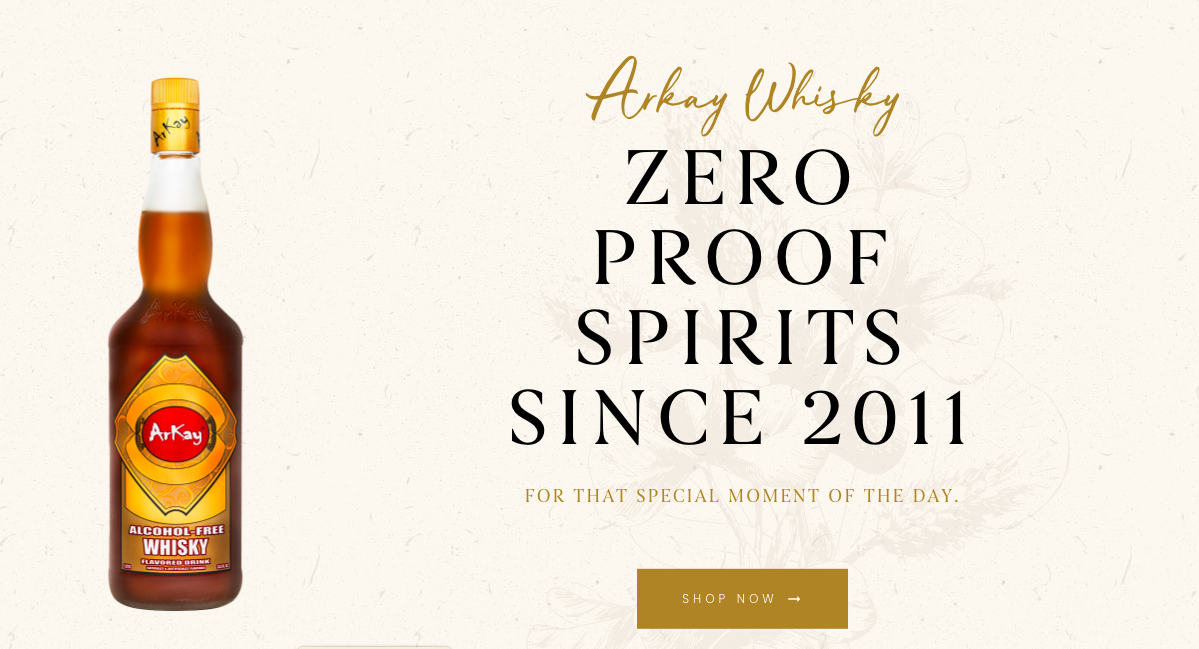 Arkay Whisky
ZERO
PROOF
SPIRITS
SINCE 2011
FOR THAT SPECIAL MOMENT OF THE DAY.
SHOP NOW →
ArKay
ArKay
ArKay
ALCOHOL-FREE
WHISKY
FLAVORED DRINK